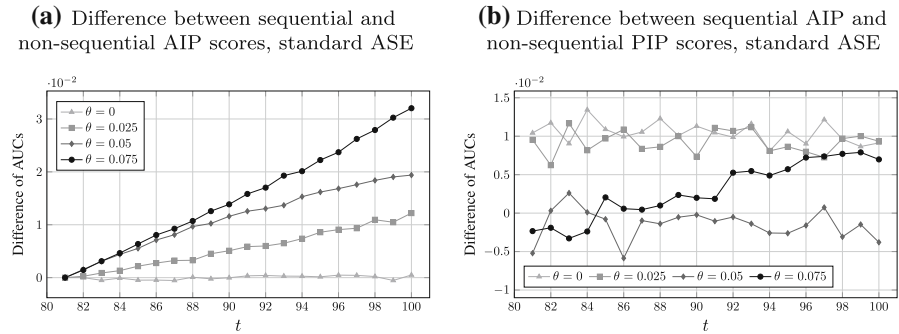 (a) Difference between sequential and
non-sequential AIP scores, standard ASE
·10⁻²
3
2
1
0
Difference of AUCs
θ = 0
θ = 0.025
θ = 0.05
θ = 0.075
80 82 84 86 88 90 92 94 96 98 100
t
(b) Difference between sequential AIP and
non-sequential PIP scores, standard ASE
·10⁻²
1.5
1
0.5
0
−0.5
−1
Difference of AUCs
θ = 0 θ = 0.025 θ = 0.05 θ = 0.075
80 82 84 86 88 90 92 94 96 98 100
t